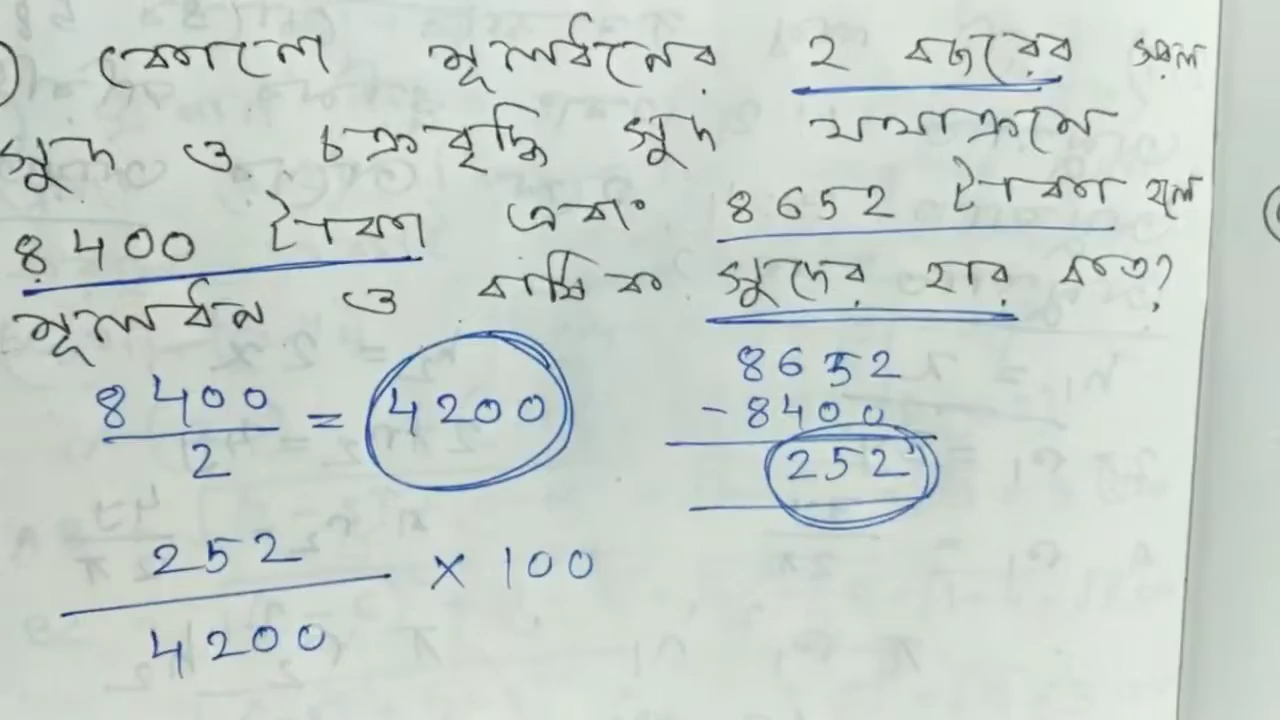 ) কোনো মূলধনের 2 বছরের সরল
সুদ ও চক্রবৃদ্ধি সুদ যথাক্রমে
8400 টাকা এবং 8652 টাকা হল
মূলধন ও বার্ষিক সুদের হার কত?
8400 / 2 = 4200
8652
- 8400
252
252 / 4200 × 100